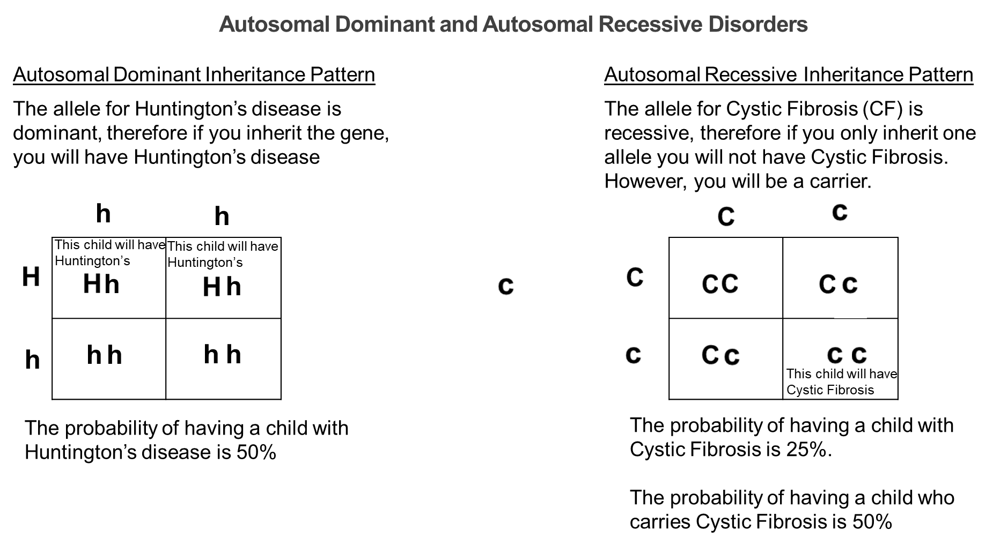 Autosomal Dominant and Autosomal Recessive Disorders
Autosomal Dominant Inheritance Pattern
The allele for Huntington’s disease is
dominant, therefore if you inherit the gene,
you will have Huntington’s disease
h h
This child will have
Huntington’s
This child will have
Huntington’s
H Hh H h
h h h h h
The probability of having a child with
Huntington’s disease is 50%
c
Autosomal Recessive Inheritance Pattern
The allele for Cystic Fibrosis (CF) is
recessive, therefore if you only inherit one
allele you will not have Cystic Fibrosis.
However, you will be a carrier.
C c
C CC C c
c C c c c
This child will have
Cystic Fibrosis
The probability of having a child with
Cystic Fibrosis is 25%.
The probability of having a child who
carries Cystic Fibrosis is 50%